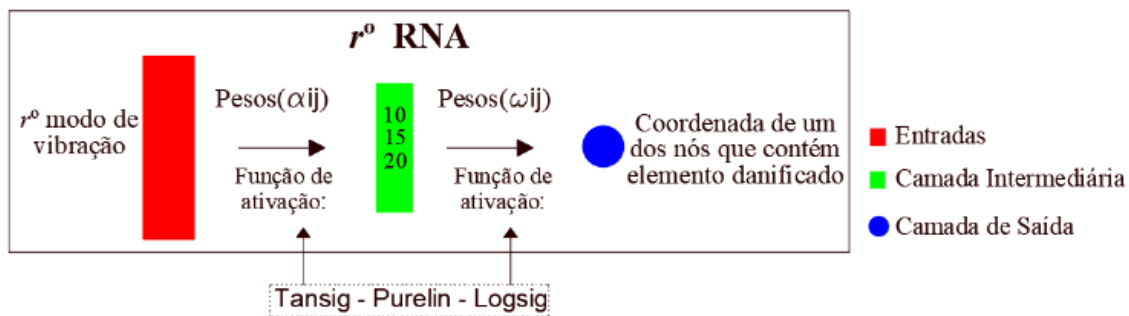 rº RNA
rº modo de
vibração
Pesos(αij)
Função de
ativação:
10
15
20
Pesos(ωij)
Função de
ativação:
Coordenada de um
dos nós que contém
elemento danificado
Entradas
Camada Intermediária
Camada de Saída
Tansig - Purelin - Logsig